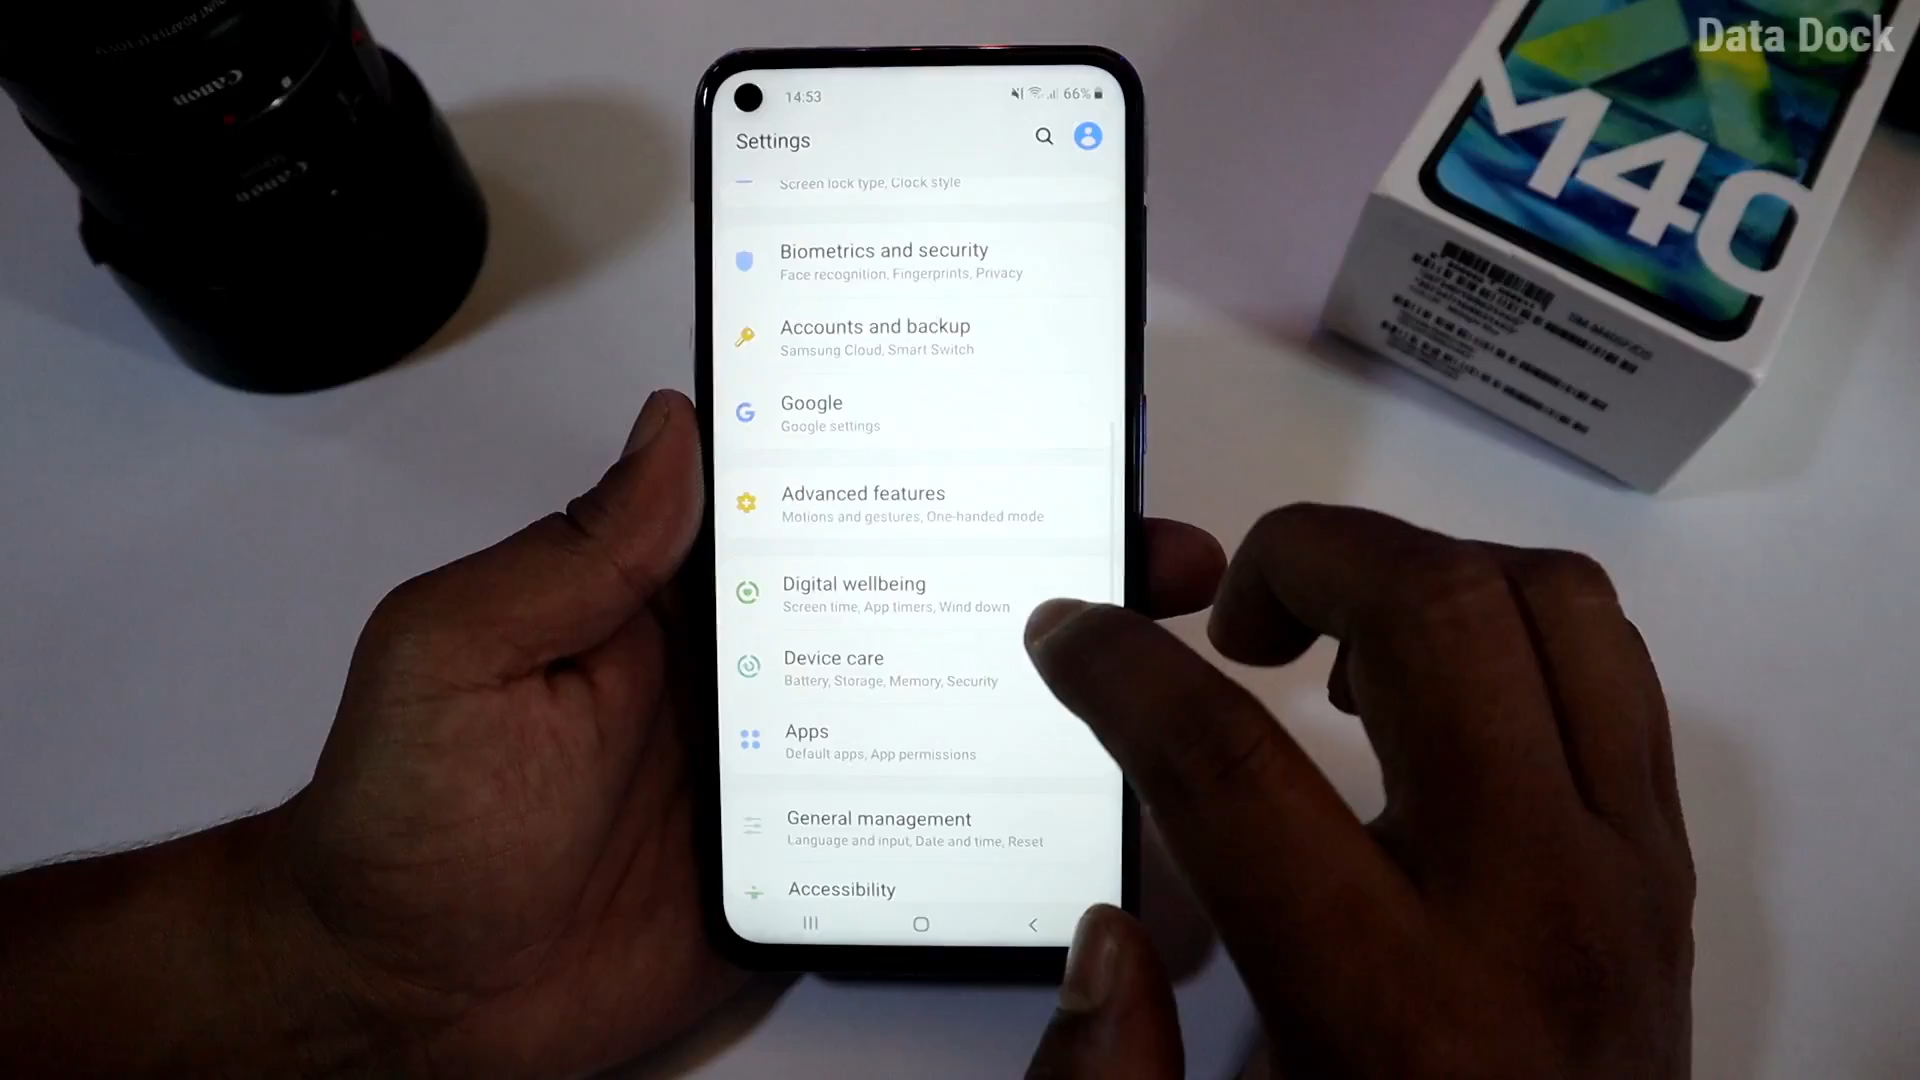 Data Dock
Canon
Canon
M40
14:53
66%
Settings
Screen lock type, Clock style
Biometrics and security
Face recognition, Fingerprints, Privacy
Accounts and backup
Samsung Cloud, Smart Switch
Google
Google settings
Advanced features
Motions and gestures, One-handed mode
Digital wellbeing
Screen time, App timers, Wind down
Device care
Battery, Storage, Memory, Security
Apps
Default apps, App permissions
General management
Language and input, Date and time, Reset
Accessibility